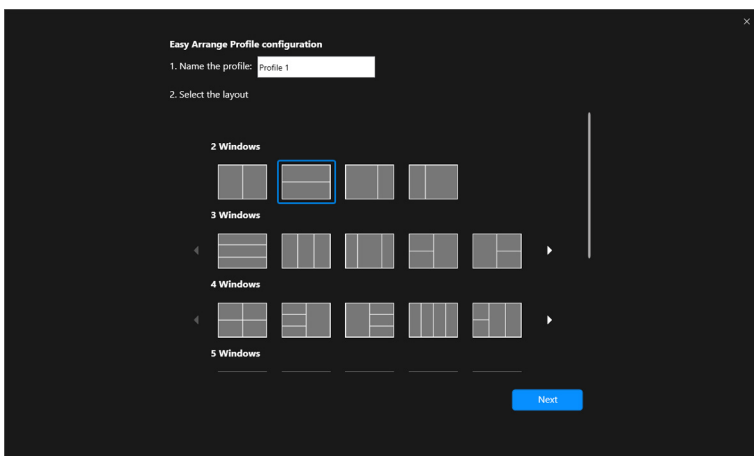 Easy Arrange Profile configuration
1. Name the profile: Profile 1
2. Select the layout
2 Windows
3 Windows
4 Windows
5 Windows
Next